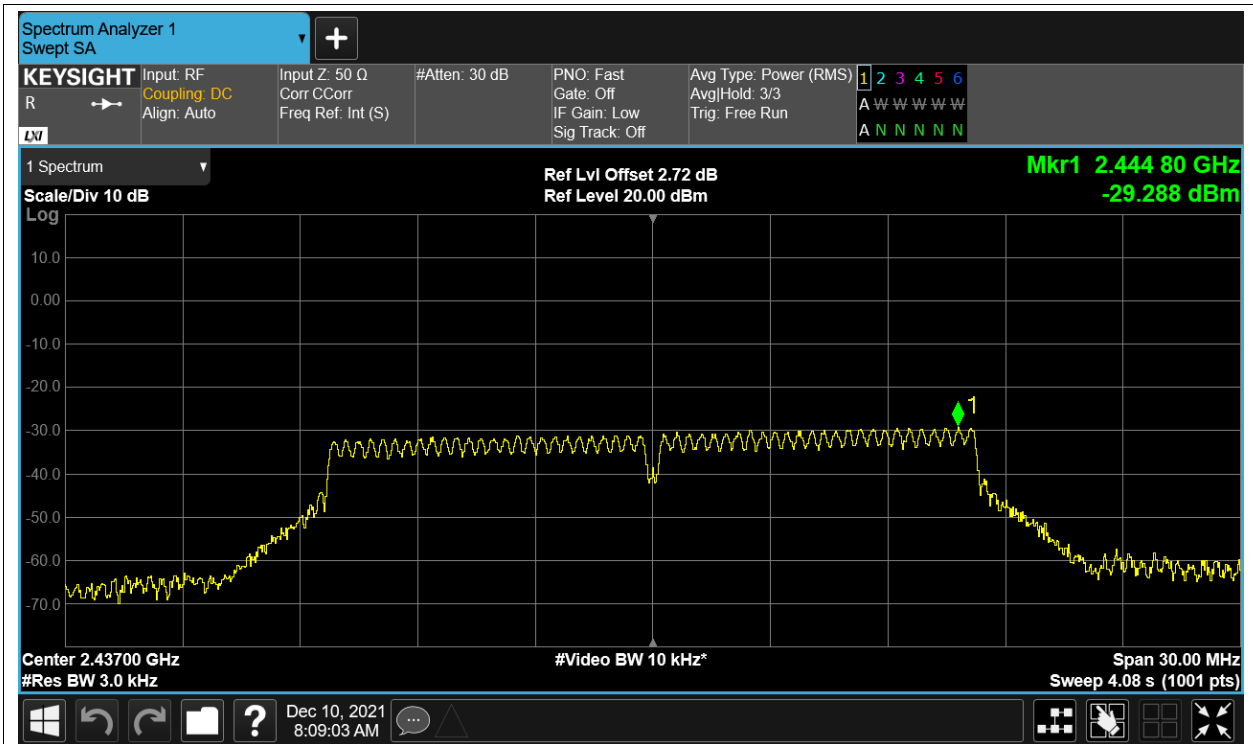 Spectrum Analyzer 1
Swept SA
KEYSIGHT
R
LXI
Input: RF
Coupling: DC
Align: Auto
Input Z: 50 Ω
Corr CCorr
Freq Ref: Int (S)
#Atten: 30 dB
PNO: Fast
Gate: Off
IF Gain: Low
Sig Track: Off
Avg Type: Power (RMS)
Avg|Hold: 3/3
Trig: Free Run
1 2 3 4 5 6
A W W W W W
A N N N N N
1 Spectrum
Scale/Div 10 dB
Log
Ref Lvl Offset 2.72 dB
Ref Level 20.00 dBm
Mkr1 2.444 80 GHz
-29.288 dBm
10.0
0.00
-10.0
-20.0
1
-30.0
-40.0
-50.0
-60.0
-70.0
Center 2.43700 GHz
#Res BW 3.0 kHz
#Video BW 10 kHz*
Span 30.00 MHz
Sweep 4.08 s (1001 pts)
?
Dec 10, 2021
8:09:03 AM